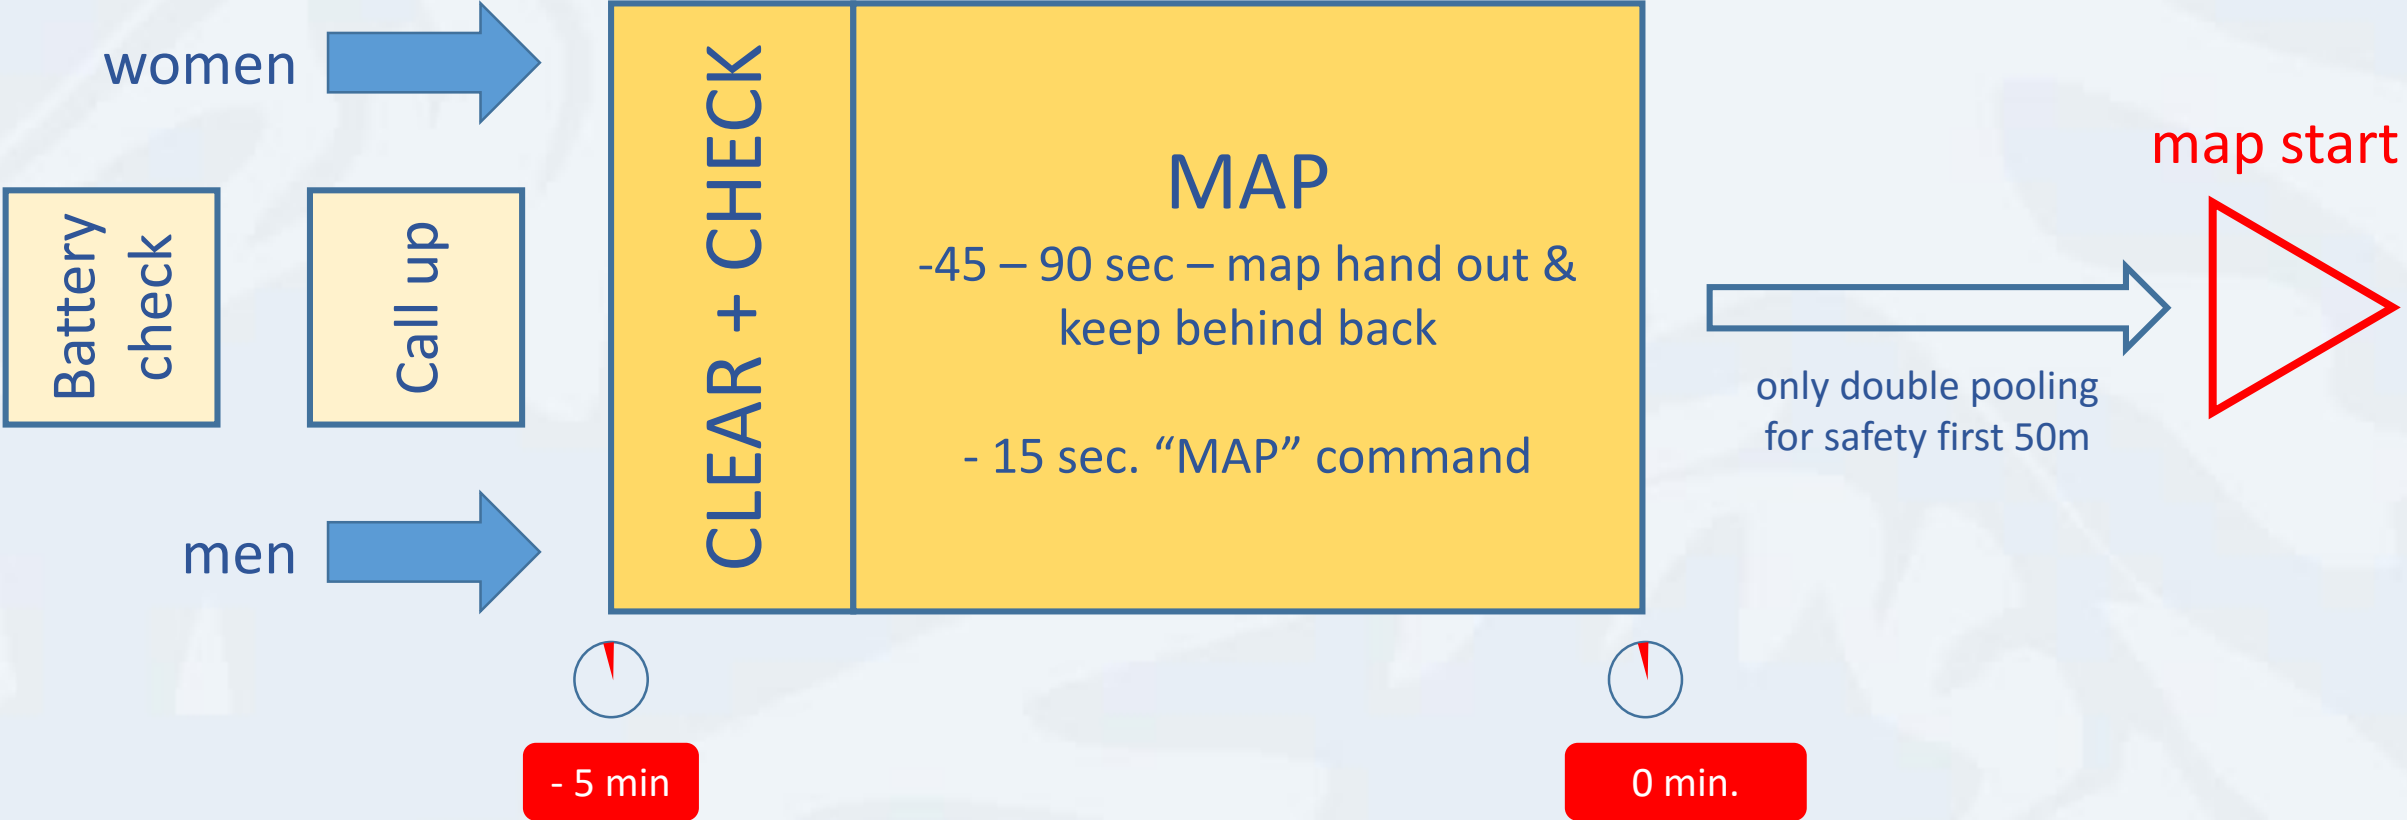 women
Battery
check
Call up
men
CLEAR + CHECK
MAP
-45 – 90 sec – map hand out &
keep behind back
- 15 sec. “MAP” command
only double pooling
for safety first 50m
map start
- 5 min
0 min.